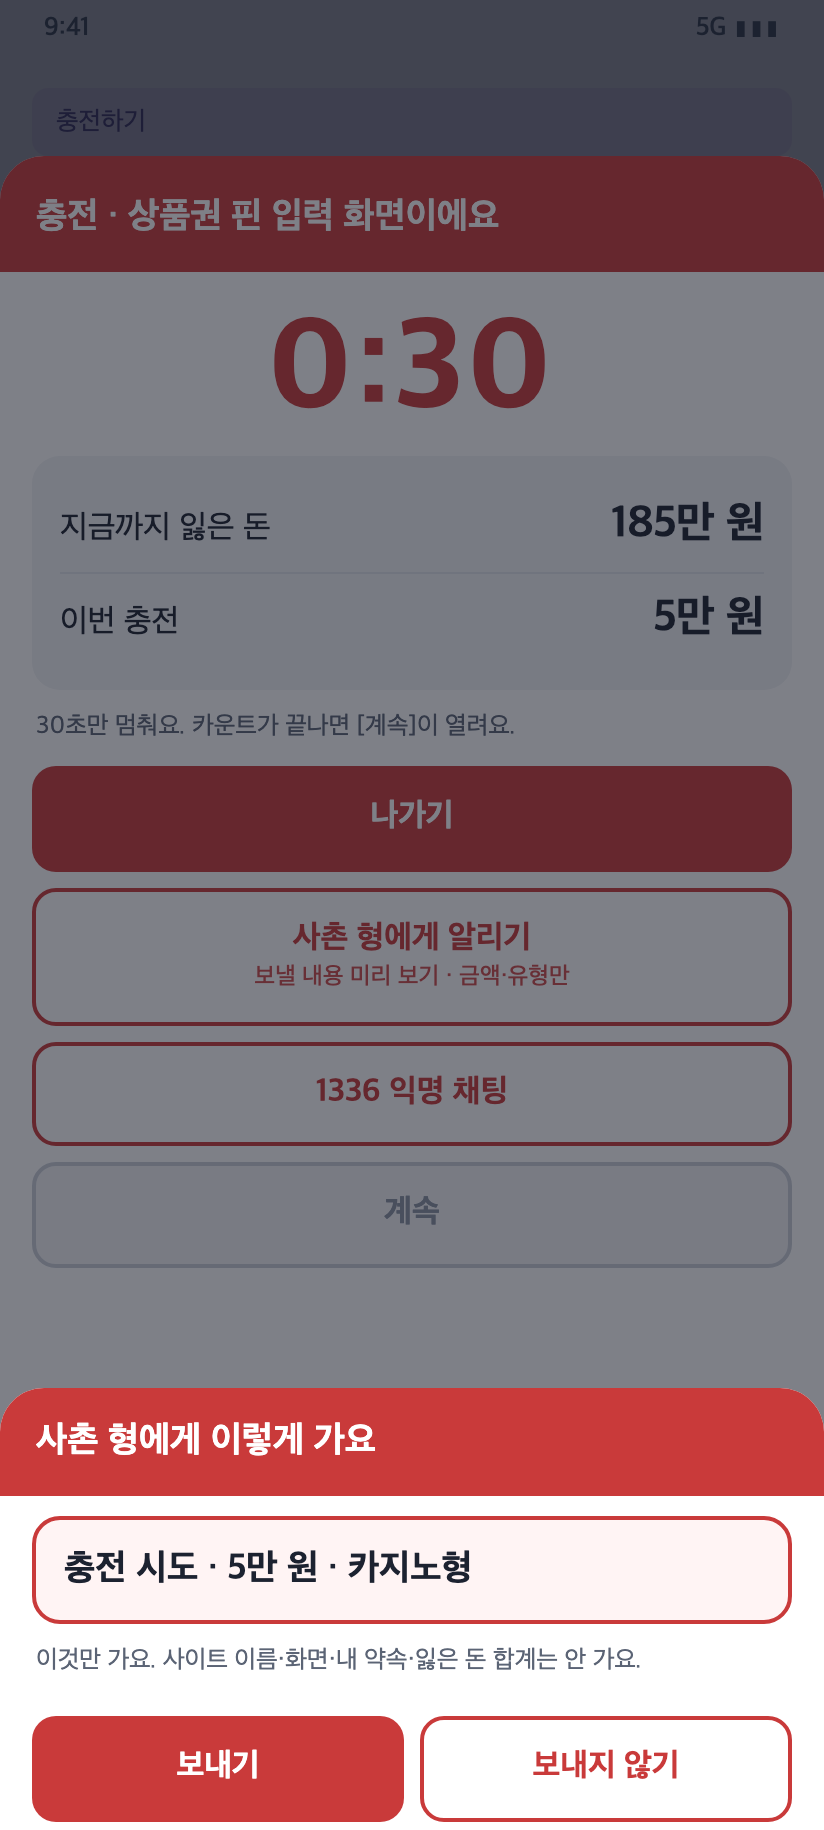 9:41
5G
충전하기
충전 · 상품권 핀 입력 화면이에요
0:30
지금까지 잃은 돈
185만 원
이번 충전
5만 원
30초만 멈춰요. 카운트가 끝나면 [계속]이 열려요.
나가기
사촌 형에게 알리기
보낼 내용 미리 보기 · 금액·유형만
1336 익명 채팅
계속
사촌 형에게 이렇게 가요
충전 시도 · 5만 원 · 카지노형
이것만 가요. 사이트 이름·화면·내 약속·잃은 돈 합계는 안 가요.
보내기
보내지 않기